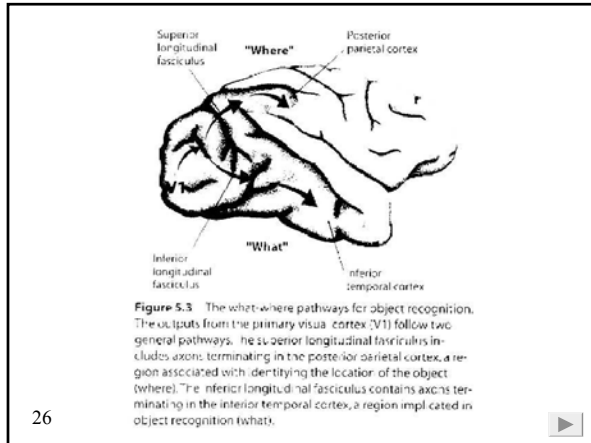 Superior
longitudinal
fasciculus
"Where"
Posterior
parietal cortex
r
V1
Inferior
longitudinal
fasciculus
"What"
Inferior
temporal cortex
Figure 5.3 The what-where pathways for object recognition.
The outputs from the primary visual cortex (V1) follow two
general pathways. The superior longitudinal fasciculus in-
cludes axons terminating in the posterior parietal cortex, a re-
gion associated with identifying the location of the object
(where). The inferior longitudinal fasciculus contains axons ter-
minating in the inferior temporal cortex, a region implicated in
object recognition (what).
26